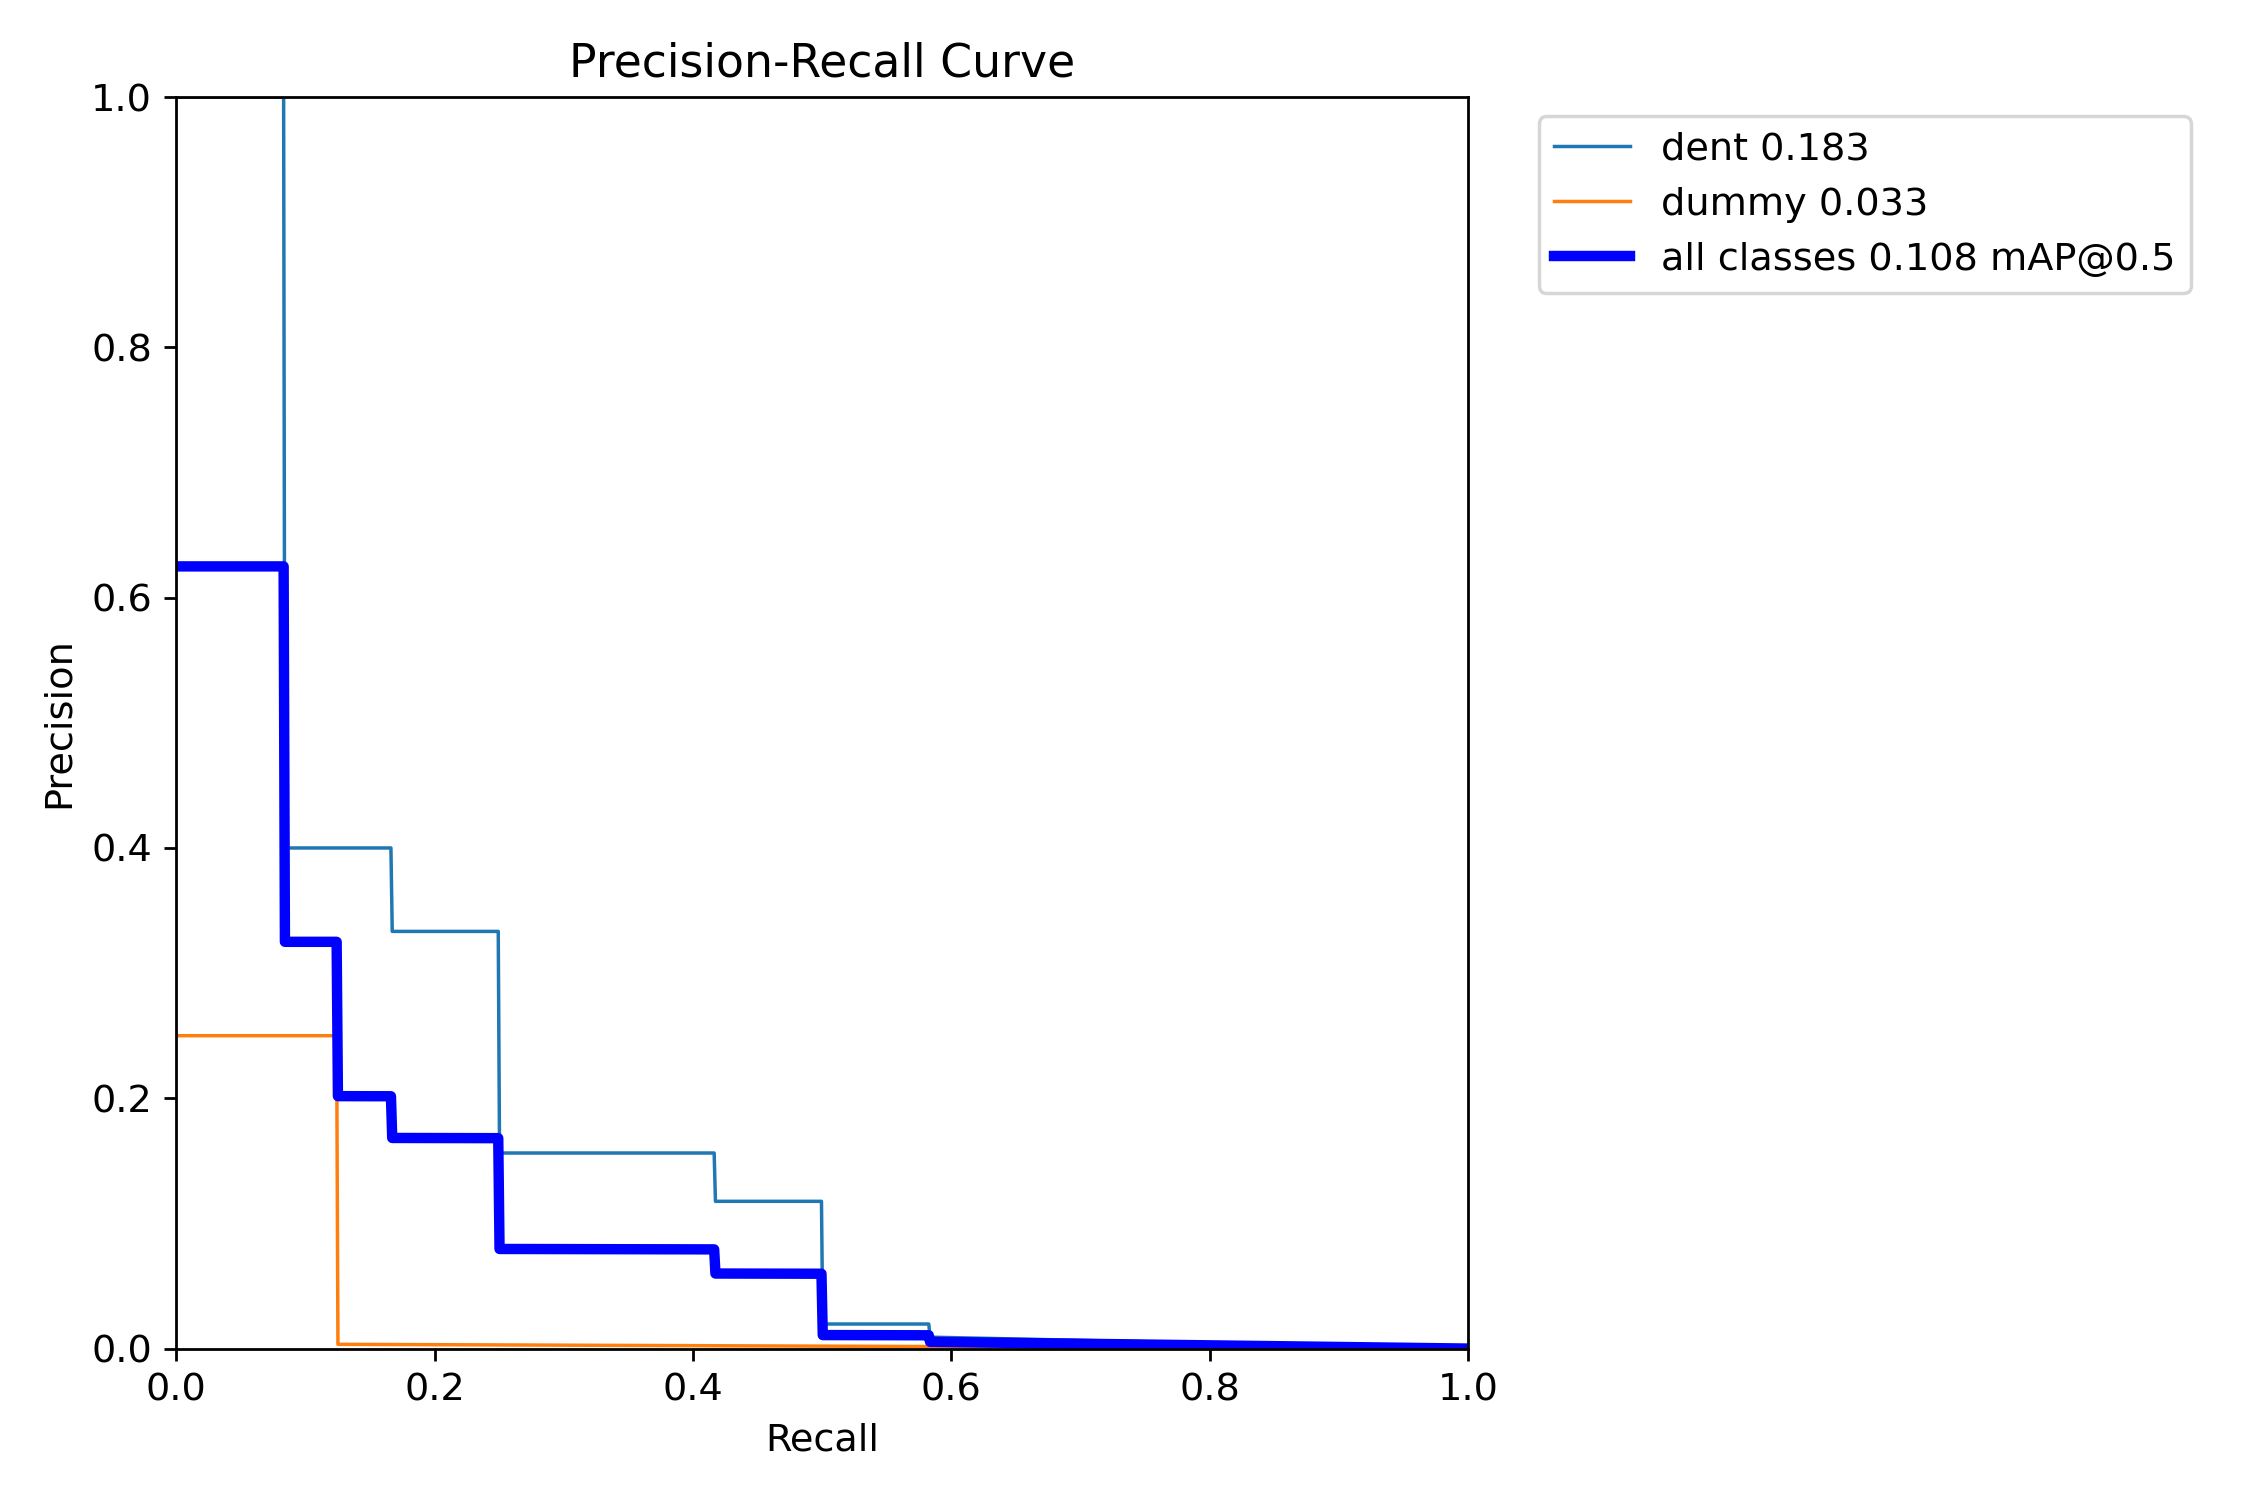 Precision-Recall Curve
1.0
0.8
0.6
0.4
0.2
0.0
Precision
0.0 0.2 0.4 0.6 0.8 1.0
Recall
dent 0.183
dummy 0.033
all classes 0.108 mAP@0.5